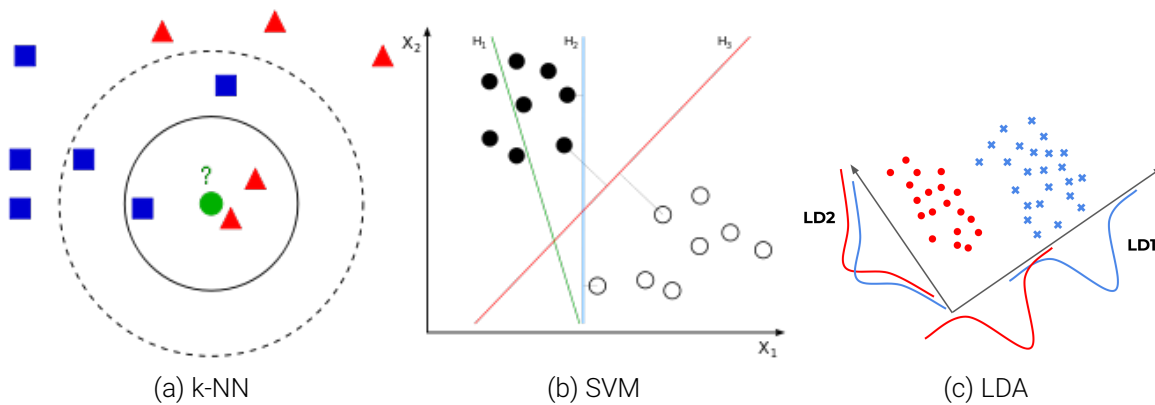 ?
X₂
H₁
H₂
H₃
X₁
LD2
LD1
(a) k-NN
(b) SVM
(c) LDA